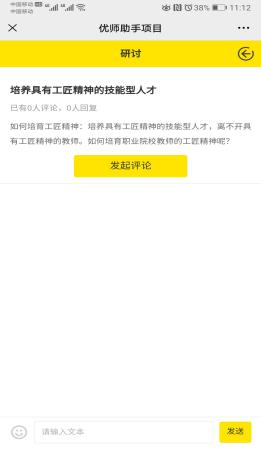 中国移动 HD 4G 4G 38% 11:12
中国移动
优师助手项目
研讨
培养具有工匠精神的技能型人才
已有0人评论，0人回复
如何培育工匠精神：培养具有工匠精神的技能型人才，离不开具
有工匠精神的教师。如何培育职业院校教师的工匠精神呢？
发起评论
请输入文本
发送